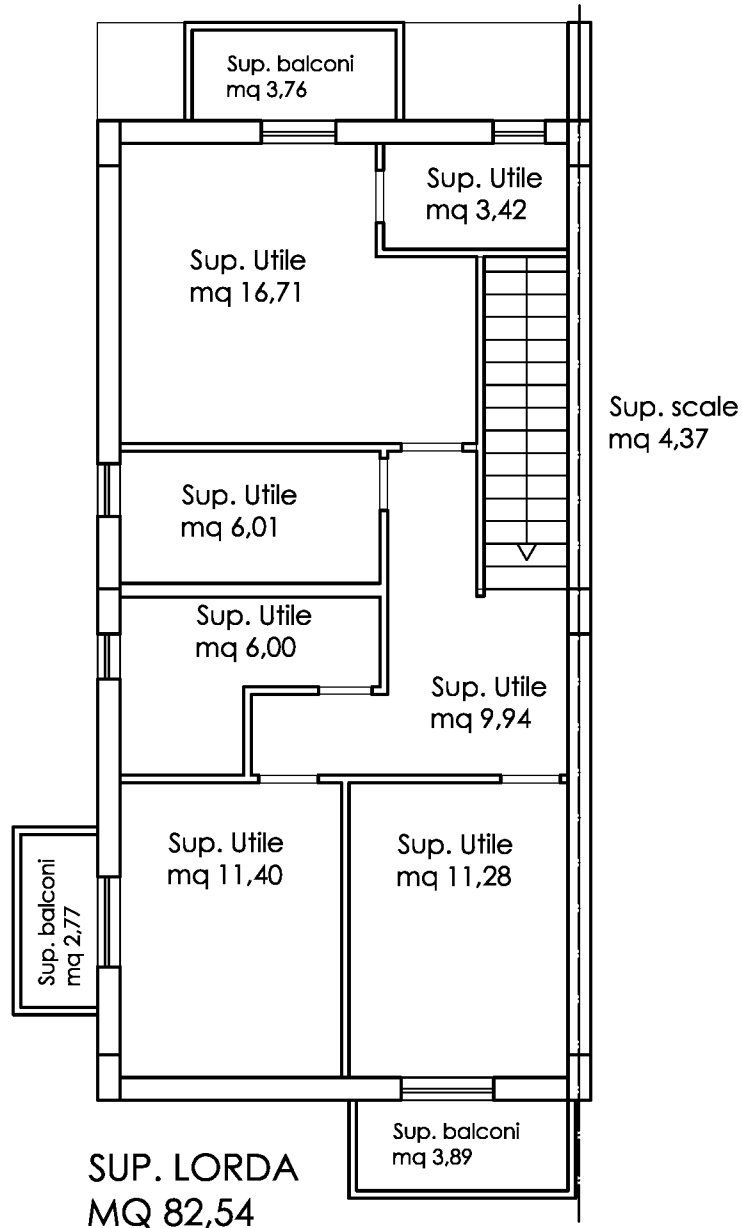 Sup. balconi
mq 3,76
Sup. Utile
mq 3,42
Sup. Utile
mq 16,71
Sup. scale
mq 4,37
Sup. Utile
mq 6,01
Sup. Utile
mq 6,00
Sup. Utile
mq 9,94
Sup. Utile
mq 11,40
Sup. Utile
mq 11,28
Sup. balconi
mq 2,77
Sup. balconi
mq 3,89
SUP. LORDA
MQ 82,54